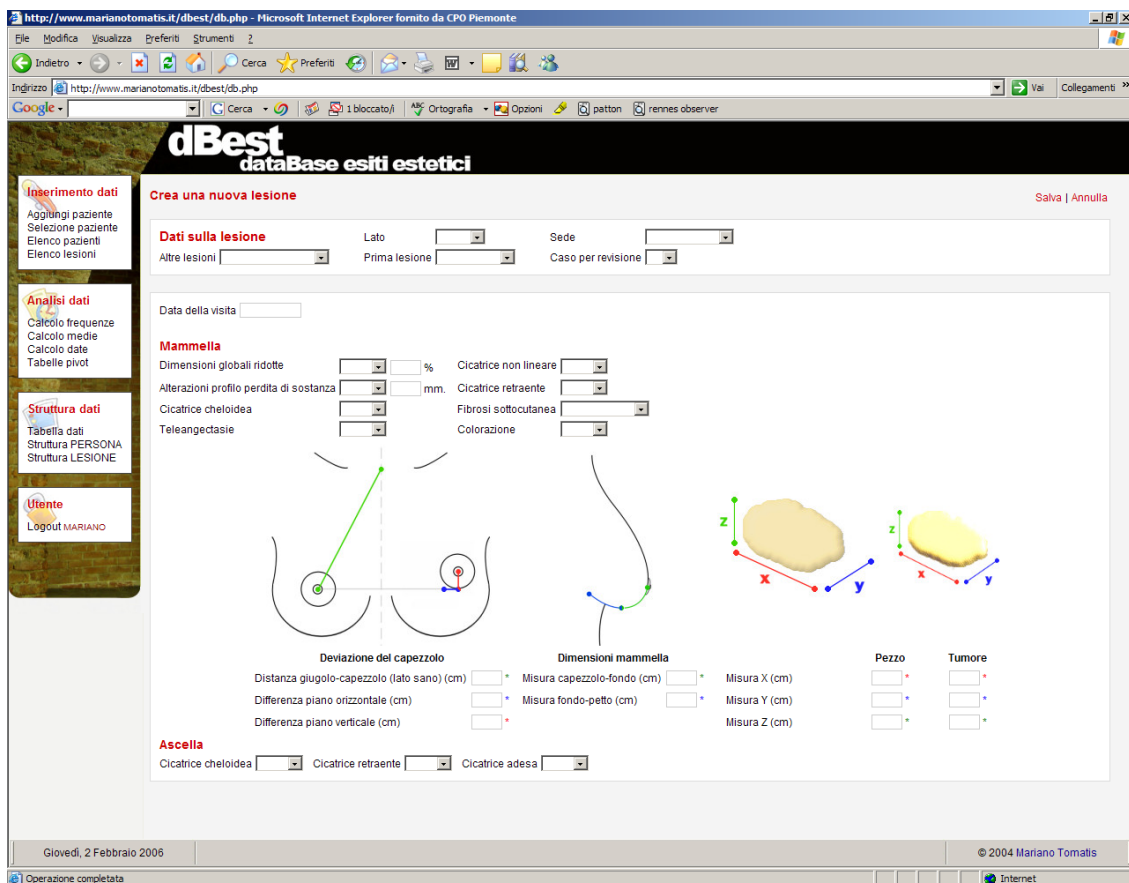 http://www.marianotomatis.it/dbest/db.php - Microsoft Internet Explorer fornito da CPO Piemonte
File Modifica Visualizza Preferiti Strumenti ?
Indietro Cerca Preferiti
Indirizzo http://www.marianotomatis.it/dbest/db.php Vai Collegamenti »
Google Cerca 1 bloccato/i ABC Ortografia Opzioni patton rennes observer
dBest
dataBase esiti estetici
Inserimento dati
Aggiungi paziente
Selezione paziente
Elenco pazienti
Elenco lesioni
Analisi dati
Calcolo frequenze
Calcolo medie
Calcolo date
Tabelle pivot
Struttura dati
Tabella dati
Struttura PERSONA
Struttura LESIONE
Utente
Logout MARIANO
Crea una nuova lesione Salva | Annulla
Dati sulla lesione Lato Sede
Altre lesioni Prima lesione Caso per revisione
Data della visita
Mammella
Dimensioni globali ridotte % Cicatrice non lineare
Alterazioni profilo perdita di sostanza mm. Cicatrice retraente
Cicatrice cheloidea Fibrosi sottocutanea
Teleangectasie Colorazione
z x y z x y
Deviazione del capezzolo Dimensioni mammella Pezzo Tumore
Distanza giugolo-capezzolo (lato sano) (cm) * Misura capezzolo-fondo (cm) * Misura X (cm) * *
Differenza piano orizzontale (cm) * Misura fondo-petto (cm) * Misura Y (cm) * *
Differenza piano verticale (cm) * Misura Z (cm) * *
Ascella
Cicatrice cheloidea Cicatrice retraente Cicatrice adesa
Giovedì, 2 Febbraio 2006 © 2004 Mariano Tomatis
Operazione completata Internet